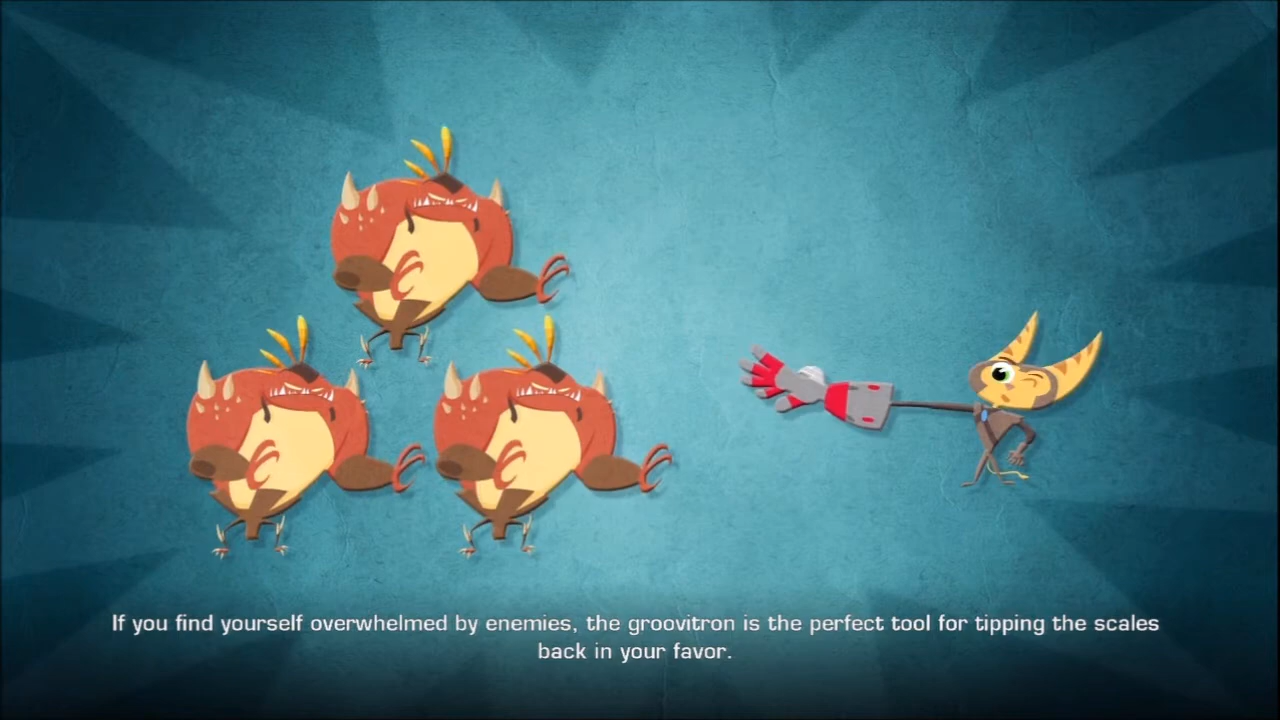 If you find yourself overwhelmed by enemies, the groovitron is the perfect tool for tipping the scales
back in your favor.